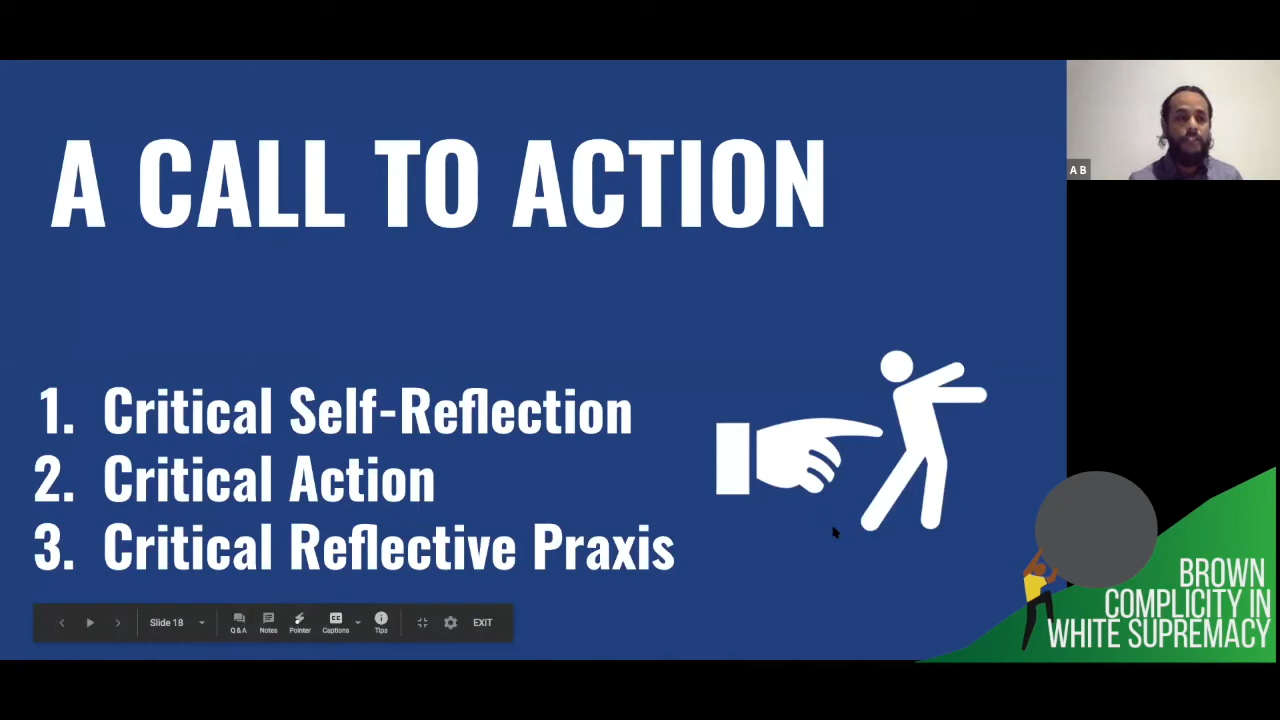 A CALL TO ACTION
A B
1. Critical Self-Reflection
2. Critical Action
3. Critical Reflective Praxis
BROWN
COMPLICITY IN
WHITE SUPREMACY
Slide 18
Q & A
Notes
Pointer
Captions
Tips
EXIT